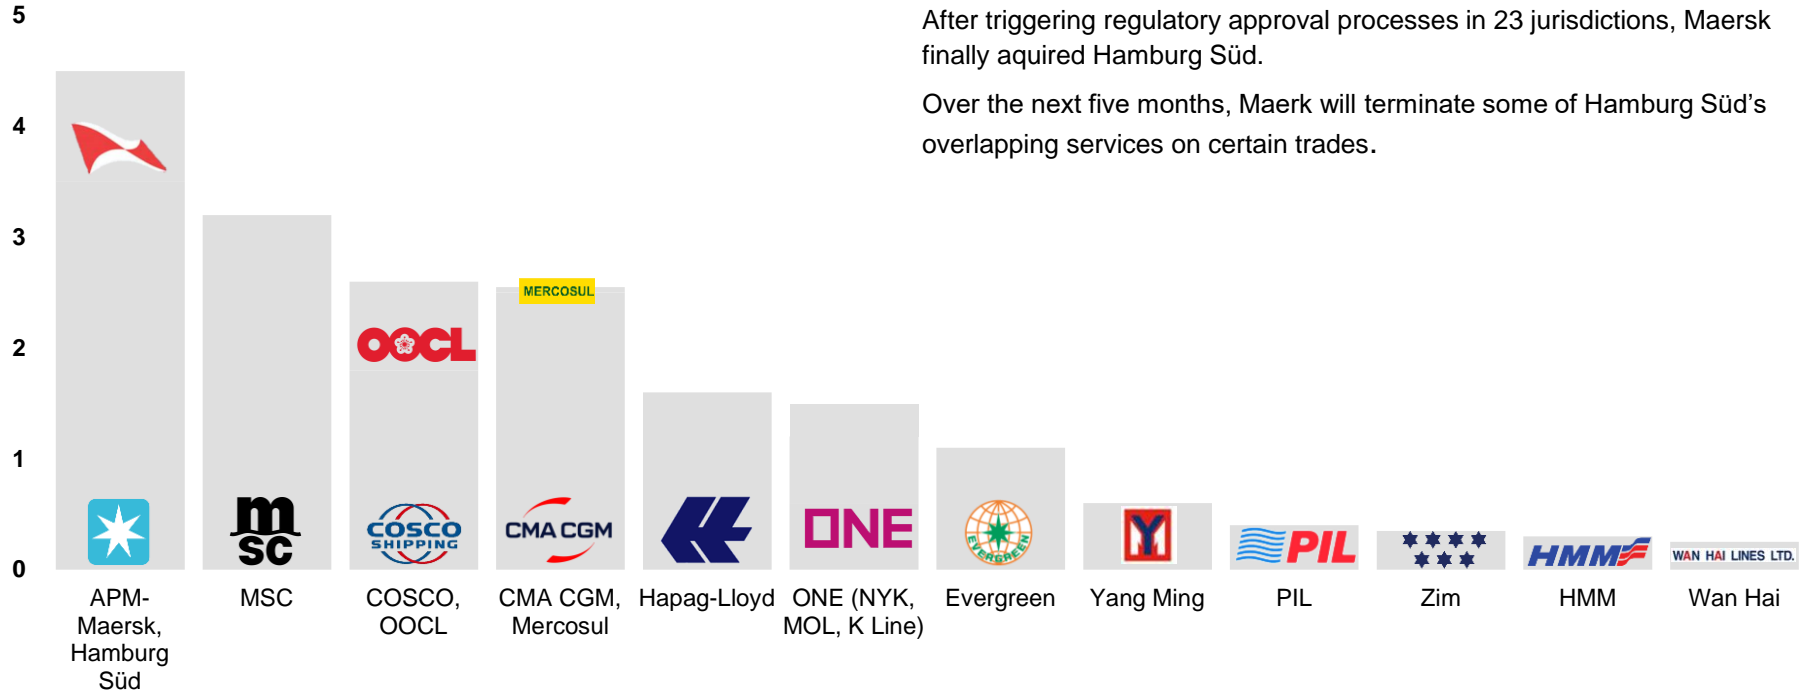 5
After triggering regulatory approval processes in 23 jurisdictions, Maersk
finally aquired Hamburg Süd.
Over the next five months, Maerk will terminate some of Hamburg Süd's
overlapping services on certain trades.
4
3
MERCOSUL
2
OOCL
1
0
m
sc
COSCO
SHIPPING
CMA CGM
ONE
EVERGREEN
Y
PIL
HMM
WAN HAI LINES LTD.
APM-
Maersk,
Hamburg
Süd
MSC
COSCO,
OOCL
CMA CGM,
Mercosul
Hapag-Lloyd
ONE (NYK,
MOL, K Line)
Evergreen
Yang Ming
PIL
Zim
HMM
Wan Hai